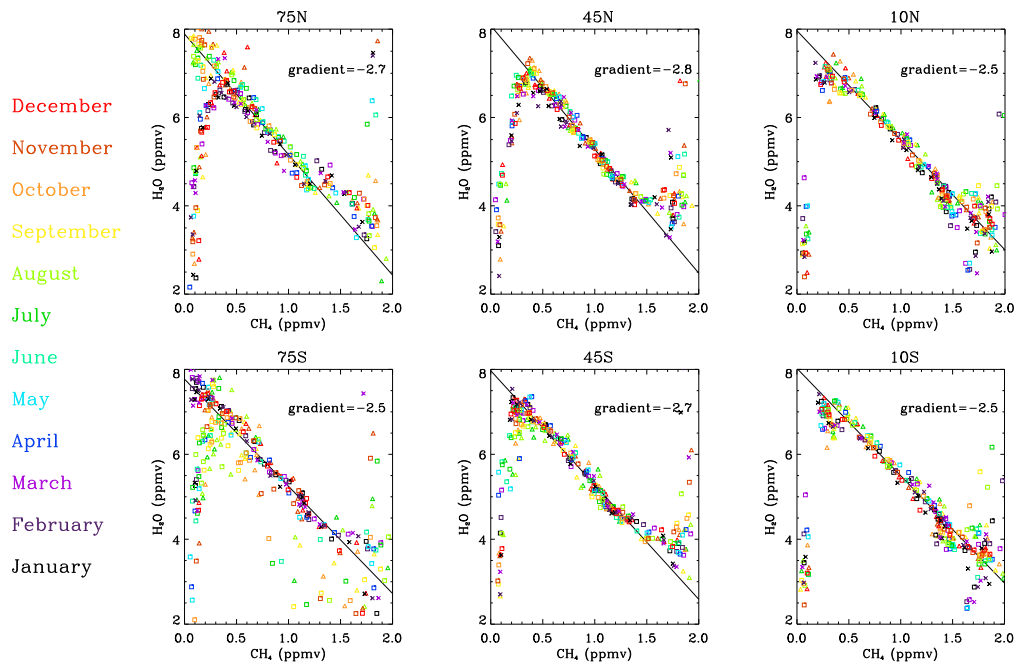 75N
45N
10N
8
6
4
2
H₂O (ppmv)
gradient=−2.7
0.0 0.5 1.0 1.5 2.0
CH₄ (ppmv)
8
6
4
2
H₂O (ppmv)
gradient=−2.8
0.0 0.5 1.0 1.5 2.0
CH₄ (ppmv)
8
6
4
2
H₂O (ppmv)
gradient=−2.5
0.0 0.5 1.0 1.5 2.0
CH₄ (ppmv)
December
November
October
September
August
July
June
May
April
March
February
January
75S
45S
10S
8
6
4
2
H₂O (ppmv)
gradient=−2.5
0.0 0.5 1.0 1.5 2.0
CH₄ (ppmv)
8
6
4
2
H₂O (ppmv)
gradient=−2.7
0.0 0.5 1.0 1.5 2.0
CH₄ (ppmv)
8
6
4
2
H₂O (ppmv)
gradient=−2.5
0.0 0.5 1.0 1.5 2.0
CH₄ (ppmv)